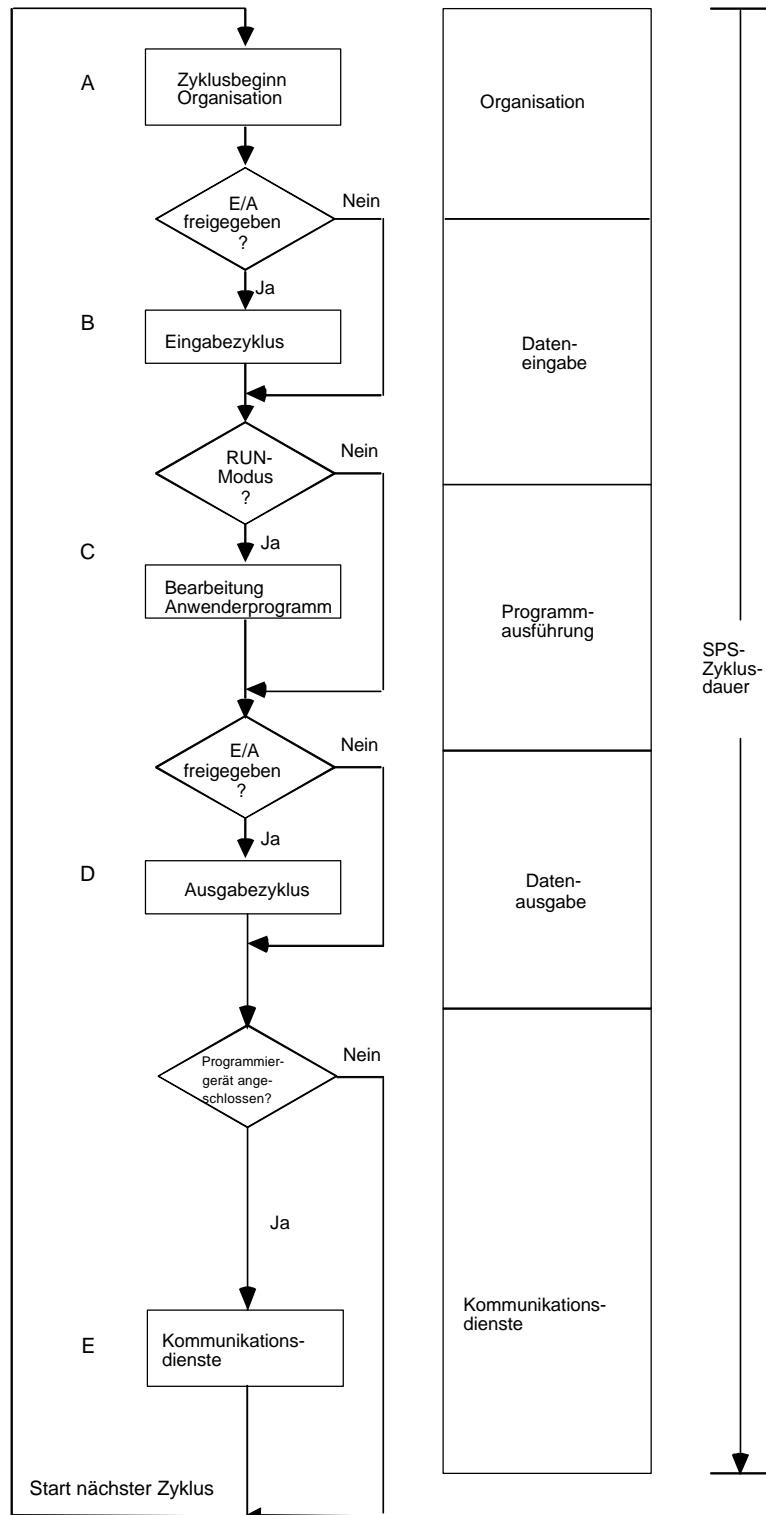 A
Zyklusbeginn
Organisation
Organisation
E/A
freigegeben
?
Nein
Ja
B
Eingabezyklus
Daten-
eingabe
RUN-
Modus
?
Nein
Ja
C
Bearbeitung
Anwenderprogramm
Programm-
ausführung
SPS-
Zyklus-
dauer
E/A
freigegeben
?
Nein
Ja
D
Ausgabezyklus
Daten-
ausgabe
Programmier-
gerät ange-
schlossen?
Nein
Ja
E
Kommunikations-
dienste
Kommunikations-
dienste
Start nächster Zyklus